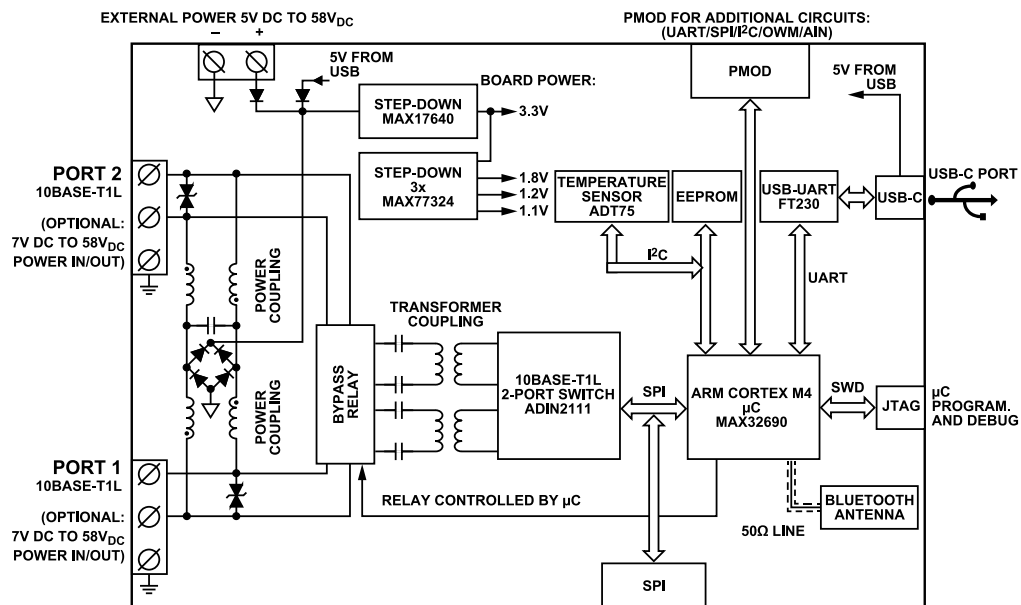 EXTERNAL POWER 5V DC TO 58VDC
– +
5V FROM
USB
BOARD POWER:
STEP-DOWN
MAX17640
3.3V
STEP-DOWN
3x
MAX77324
1.8V
1.2V
1.1V
PMOD FOR ADDITIONAL CIRCUITS:
(UART/SPI/I2C/OWM/AIN)
PMOD
5V FROM
USB
USB-C PORT
USB-C
USB-UART
FT230
EEPROM
TEMPERATURE
SENSOR
ADT75
I2C
UART
PORT 2
10BASE-T1L
(OPTIONAL:
7V DC TO 58VDC
POWER IN/OUT)
POWER
COUPLING
POWER
COUPLING
BYPASS
RELAY
TRANSFORMER
COUPLING
10BASE-T1L
2-PORT SWITCH
ADIN2111
SPI
ARM CORTEX M4
µC
MAX32690
SWD
JTAG
µC
PROGRAM.
AND DEBUG
PORT 1
10BASE-T1L
(OPTIONAL:
7V DC TO 58VDC
POWER IN/OUT)
RELAY CONTROLLED BY µC
50Ω LINE
BLUETOOTH
ANTENNA
SPI